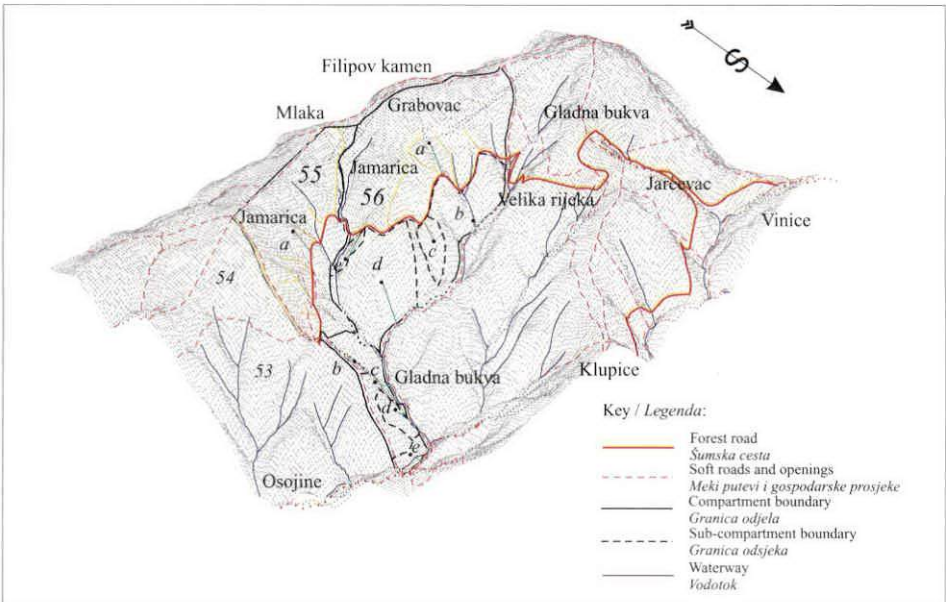 S
Filipov kamen
Mlaka
Grabovac
Gladna bukva
55
Jamarica
a
56
Jarčevac
Velika rijeka
Vinice
Jamarica
a
b
c
54
d
e
53
b
c
Gladna bukva
d
e
Klupice
Osojine
Key / Legenda:
Forest road
Šumska cesta
Soft roads and openings
Meki putevi i gospodarske prosjeke
Compartment boundary
Granica odjela
Sub-compartment boundary
Granica odsjeka
Waterway
Vodotok